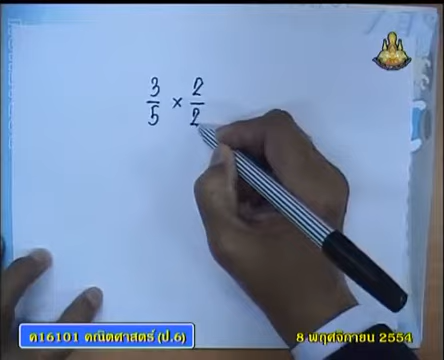 3/5 × 2/2
ค16101 คณิตศาสตร์ (ป.6)
8 พฤศจิกายน 2554